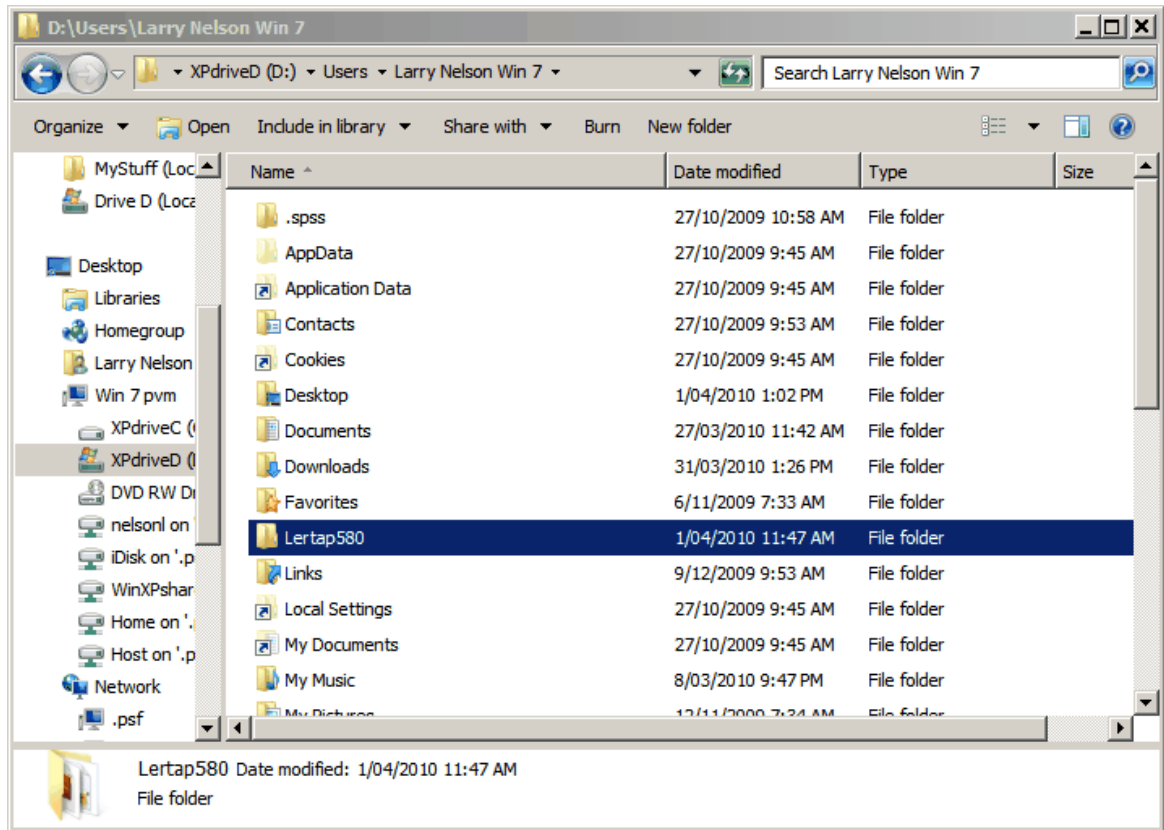 D:\Users\Larry Nelson Win 7
XPdriveD (D:) Users Larry Nelson Win 7
Search Larry Nelson Win 7
Organize Open Include in library Share with Burn New folder
MyStuff (Loc
Drive D (Loca
Desktop
Libraries
Homegroup
Larry Nelson
Win 7 pvm
XPdriveC (
XPdriveD (
DVD RW Dr
nelsonl on '
iDisk on '.p
WinXPshar
Home on '.
Host on '.p
Network
.psf
Name Date modified Type Size
.spss 27/10/2009 10:58 AM File folder
AppData 27/10/2009 9:45 AM File folder
Application Data 27/10/2009 9:45 AM File folder
Contacts 27/10/2009 9:53 AM File folder
Cookies 27/10/2009 9:45 AM File folder
Desktop 1/04/2010 1:02 PM File folder
Documents 27/03/2010 11:42 AM File folder
Downloads 31/03/2010 1:26 PM File folder
Favorites 6/11/2009 7:33 AM File folder
Lertap580 1/04/2010 11:47 AM File folder
Links 9/12/2009 9:53 AM File folder
Local Settings 27/10/2009 9:45 AM File folder
My Documents 27/10/2009 9:45 AM File folder
My Music 8/03/2010 9:47 PM File folder
My Pictures 12/11/2009 7:34 AM File folder
Lertap580 Date modified: 1/04/2010 11:47 AM
File folder